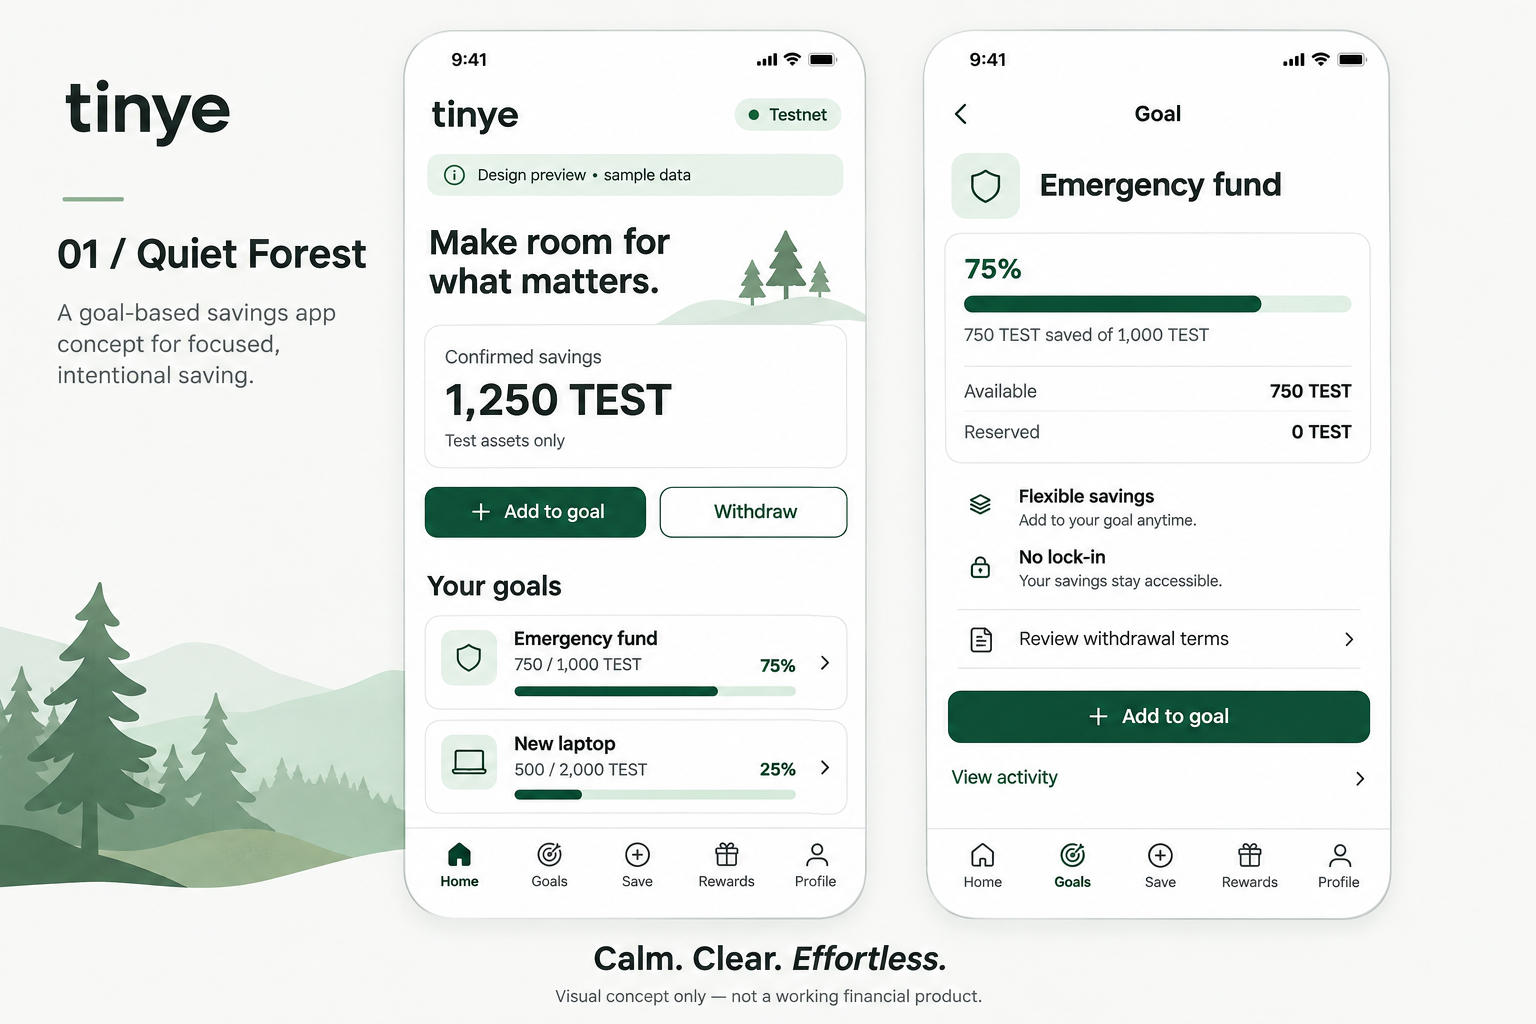 tinye
01 / Quiet Forest
A goal-based savings app
concept for focused,
intentional saving.
9:41
tinye
Testnet
Design preview • sample data
Make room for
what matters.
Confirmed savings
1,250 TEST
Test assets only
+ Add to goal
Withdraw
Your goals
Emergency fund
750 / 1,000 TEST
75%
New laptop
500 / 2,000 TEST
25%
Home
Goals
Save
Rewards
Profile
9:41
Goal
Emergency fund
75%
750 TEST saved of 1,000 TEST
Available
750 TEST
Reserved
0 TEST
Flexible savings
Add to your goal anytime.
No lock-in
Your savings stay accessible.
Review withdrawal terms
+ Add to goal
View activity
Home
Goals
Save
Rewards
Profile
Calm. Clear. Effortless.
Visual concept only — not a working financial product.